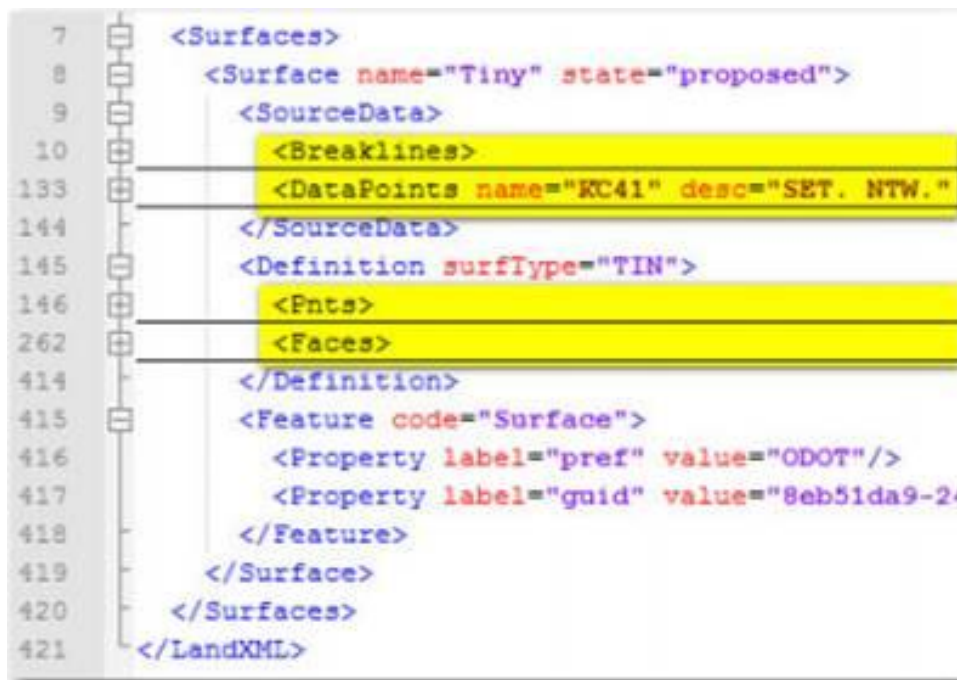 7 <Surfaces>
8 <Surface name="Tiny" state="proposed">
9 <SourceData>
10 <Breaklines>
133 <DataPoints name="KC41" desc="SET. NTW."
144 </SourceData>
145 <Definition surfType="TIN">
146 <Pnts>
262 <Faces>
414 </Definition>
415 <Feature code="Surface">
416 <Property label="pref" value="ODOT"/>
417 <Property label="guid" value="8eb51da9-24
418 </Feature>
419 </Surface>
420 </Surfaces>
421 </LandXML>